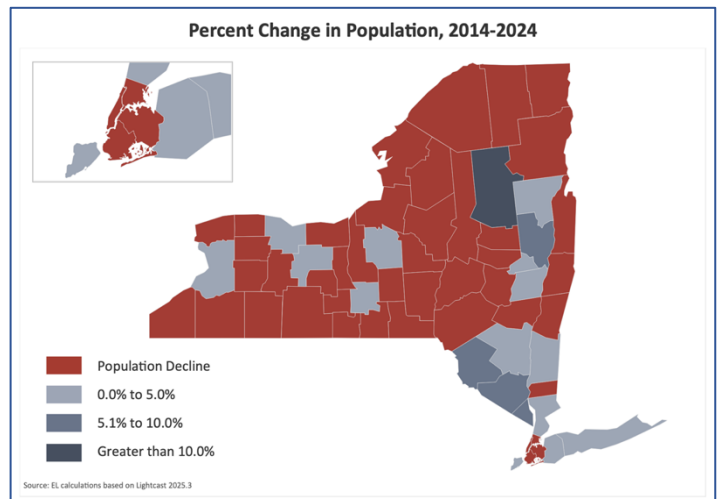 Percent Change in Population, 2014-2024
Population Decline
0.0% to 5.0%
5.1% to 10.0%
Greater than 10.0%
Source: EL calculations based on Lightcast 2025.3